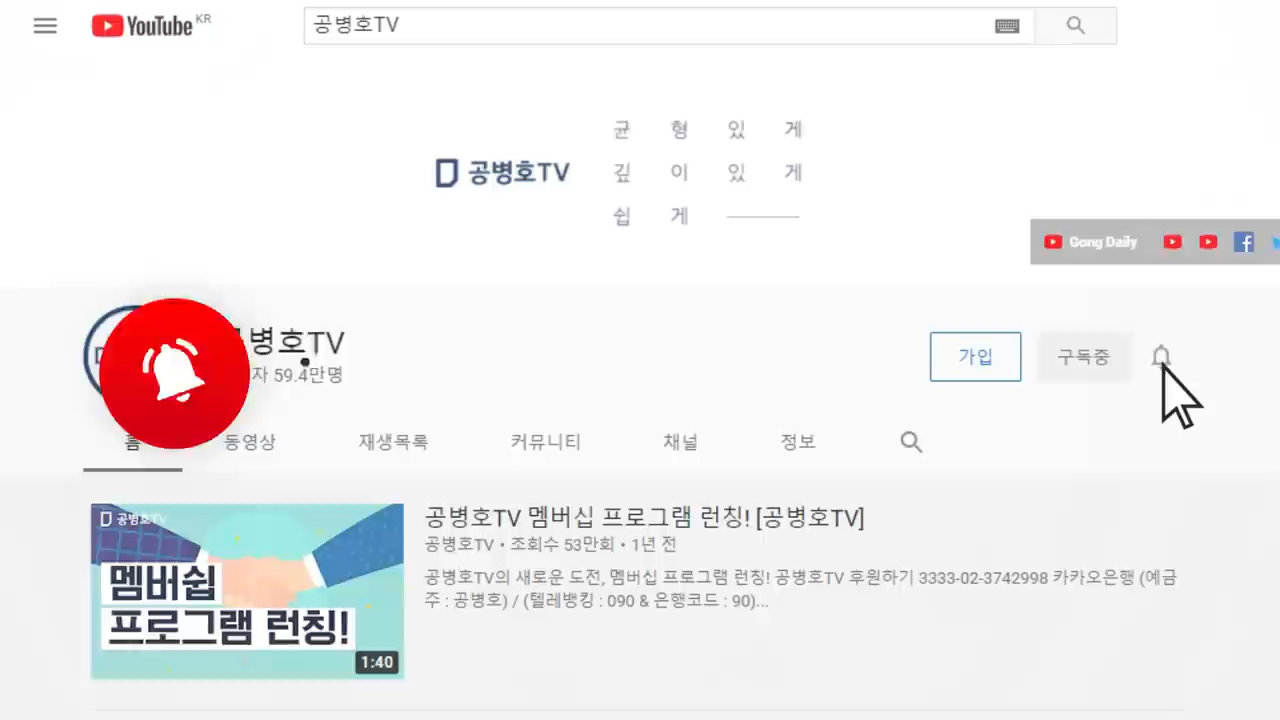 YouTube KR
공병호TV
공병호TV
균 형 있 게
깊 이 있 게
쉽 게
Gong Daily
병호TV
자 59.4만명
가입
구독중
홈
동영상
재생목록
커뮤니티
채널
정보
공병호TV
멤버쉽
프로그램 런칭!
1:40
공병호TV 멤버십 프로그램 런칭! [공병호TV]
공병호TV • 조회수 53만회 • 1년 전
공병호TV의 새로운 도전, 멤버십 프로그램 런칭! 공병호TV 후원하기 3333-02-3742998 카카오은행 (예금
주 : 공병호) / (텔레뱅킹 : 090 & 은행코드 : 90)...